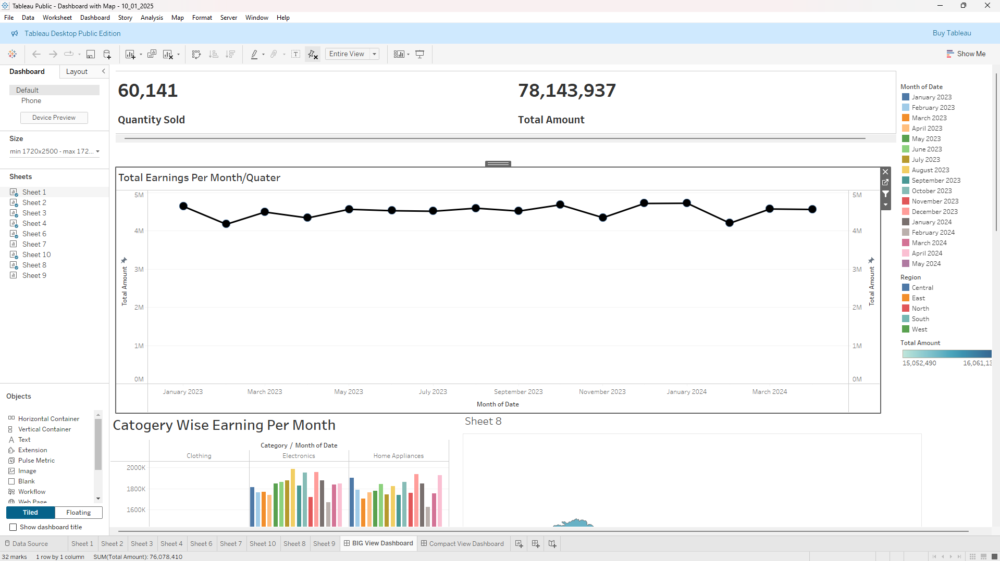 Tableau Public - Dashboard with Map - 10_01_2025
File Data Worksheet Dashboard Story Analysis Map Format Server Window Help
Tableau Desktop Public Edition
Buy Tableau
Entire View
Show Me
Dashboard Layout
Default
Phone
Device Preview
Size
min 1720x2500 - max 172...
Sheets
Sheet 1
Sheet 2
Sheet 3
Sheet 4
Sheet 6
Sheet 7
Sheet 10
Sheet 8
Sheet 9
Objects
Horizontal Container
Vertical Container
Text
Extension
Pulse Metric
Image
Blank
Workflow
Web Page
Tiled Floating
Show dashboard title
60,141
Quantity Sold
78,143,937
Total Amount
Total Earnings Per Month/Quater
5M
4M
3M
2M
1M
0M
Total Amount
5M
4M
3M
2M
1M
0M
Total Amount
January 2023 March 2023 May 2023 July 2023 September 2023 November 2023 January 2024 March 2024
Month of Date
Catogery Wise Earning Per Month
Category / Month of Date
Clothing Electronics Home Appliances
2000K
1800K
1600K
Sheet 8
Month of Date
January 2023
February 2023
March 2023
April 2023
May 2023
June 2023
July 2023
August 2023
September 2023
October 2023
November 2023
December 2023
January 2024
February 2024
March 2024
April 2024
May 2024
Region
Central
East
North
South
West
Total Amount
15,052,490 16,061,13
Data Source Sheet 1 Sheet 2 Sheet 3 Sheet 4 Sheet 6 Sheet 7 Sheet 10 Sheet 8 Sheet 9 BIG View Dashboard Compact View Dashboard
32 marks 1 row by 1 column SUM(Total Amount): 76,078,410